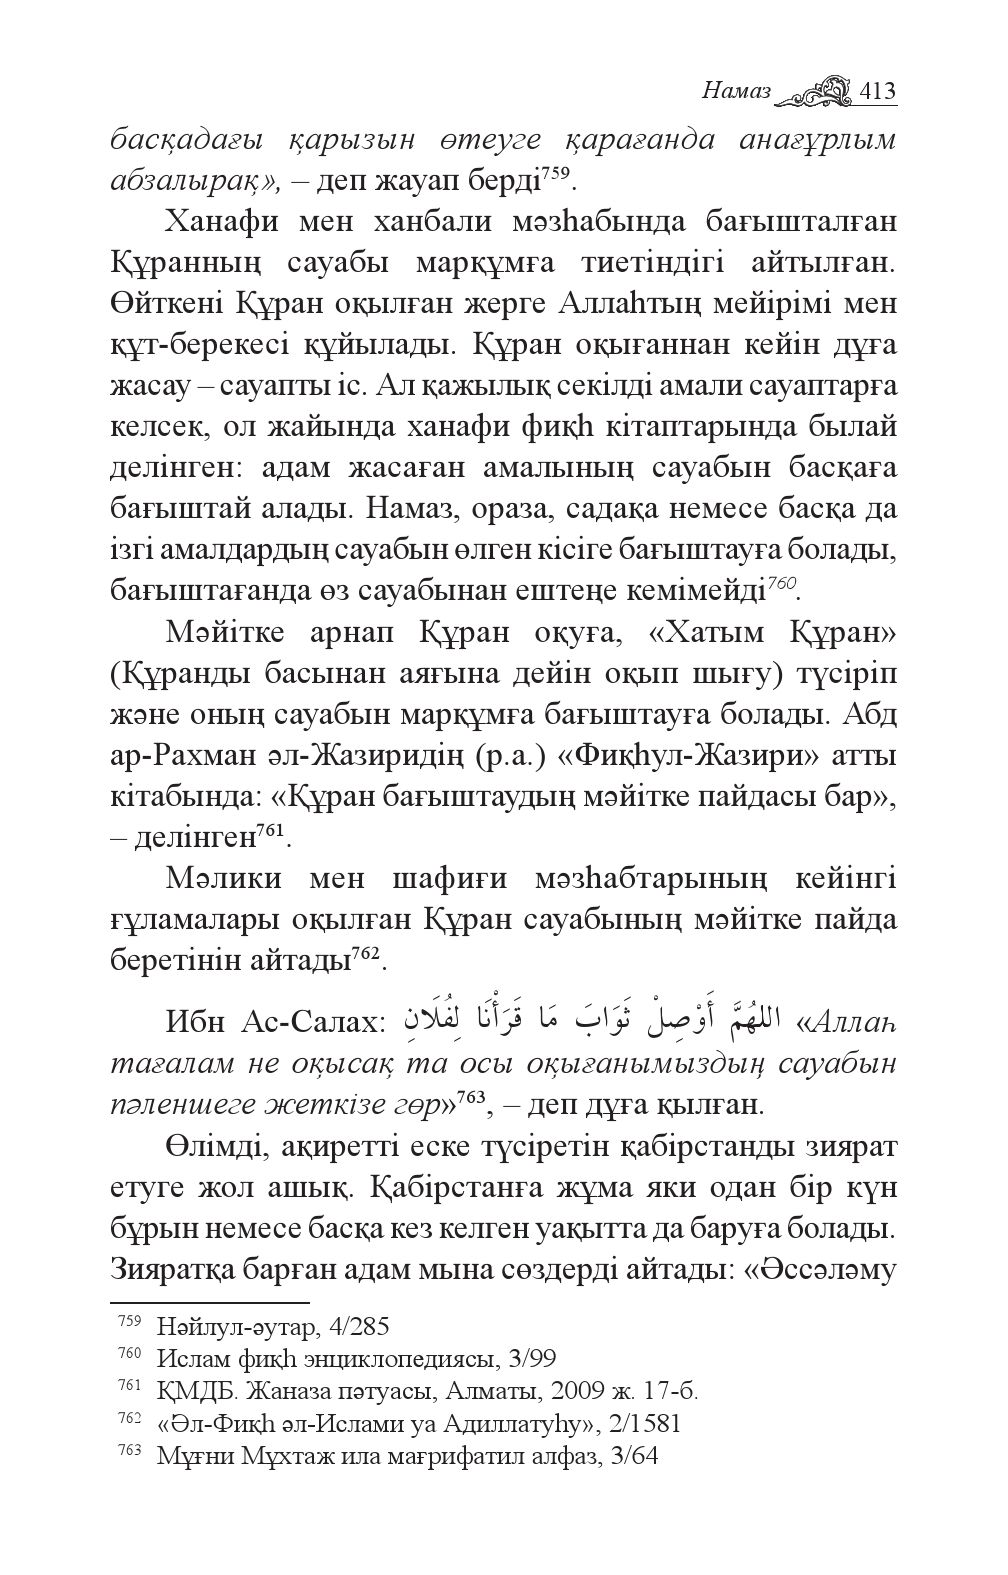 Намаз 413
басқадағы қарызын өтеуге қарағанда анағұрлым
абзалырақ», – деп жауап берді759.
Ханафи мен ханбали мәзһабында бағышталған
Құранның сауабы марқұмға тиетіндігі айтылған.
Өйткені Құран оқылған жерге Аллаһтың мейірімі мен
құт-берекесі құйылады. Құран оқығаннан кейін дұға
жасау – сауапты іс. Ал қажылық секілді амали сауаптарға
келсек, ол жайында ханафи фиқһ кітаптарында былай
делінген: адам жасаған амалының сауабын басқаға
бағыштай алады. Намаз, ораза, садақа немесе басқа да
ізгі амалдардың сауабын өлген кісіге бағыштауға болады,
бағыштағанда өз сауабынан ештеңе кемімейді760.
Мәйітке арнап Құран оқуға, «Хатым Құран»
(Құранды басынан аяғына дейін оқып шығу) түсіріп
және оның сауабын марқұмға бағыштауға болады. Абд
ар-Рахман әл-Жазиридің (р.а.) «Фиқһул-Жазири» атты
кітабында: «Құран бағыштаудың мәйітке пайдасы бар»,
– делінген761.
Мәлики мен шафиғи мәзһабтарының кейінгі
ғұламалары оқылған Құран сауабының мәйітке пайда
беретінін айтады762.
Ибн Ас-Салах: اللهُمَّ أَوْصِلْ ثَوَابَ مَا قَرَأْنَا لِفُلَانٍ «Аллаһ
тағалам не оқысақ та осы оқығанымыздың сауабын
пәленшеге жеткізе гөр»763, – деп дұға қылған.
Өлімді, ақиретті еске түсіретін қабірстанды зиярат
етуге жол ашық. Қабірстанға жұма яки одан бір күн
бұрын немесе басқа кез келген уақытта да баруға болады.
Зияратқа барған адам мына сөздерді айтады: «Әссәләму
759 Нәйлул-әутар, 4/285
760 Ислам фиқһ энциклопедиясы, 3/99
761 ҚМДБ. Жаназа пәтуасы, Алматы, 2009 ж. 17-б.
762 «Әл-Фиқһ әл-Ислами уа Адиллатуһу», 2/1581
763 Мұғни Мұхтаж ила мағрифатил алфаз, 3/64